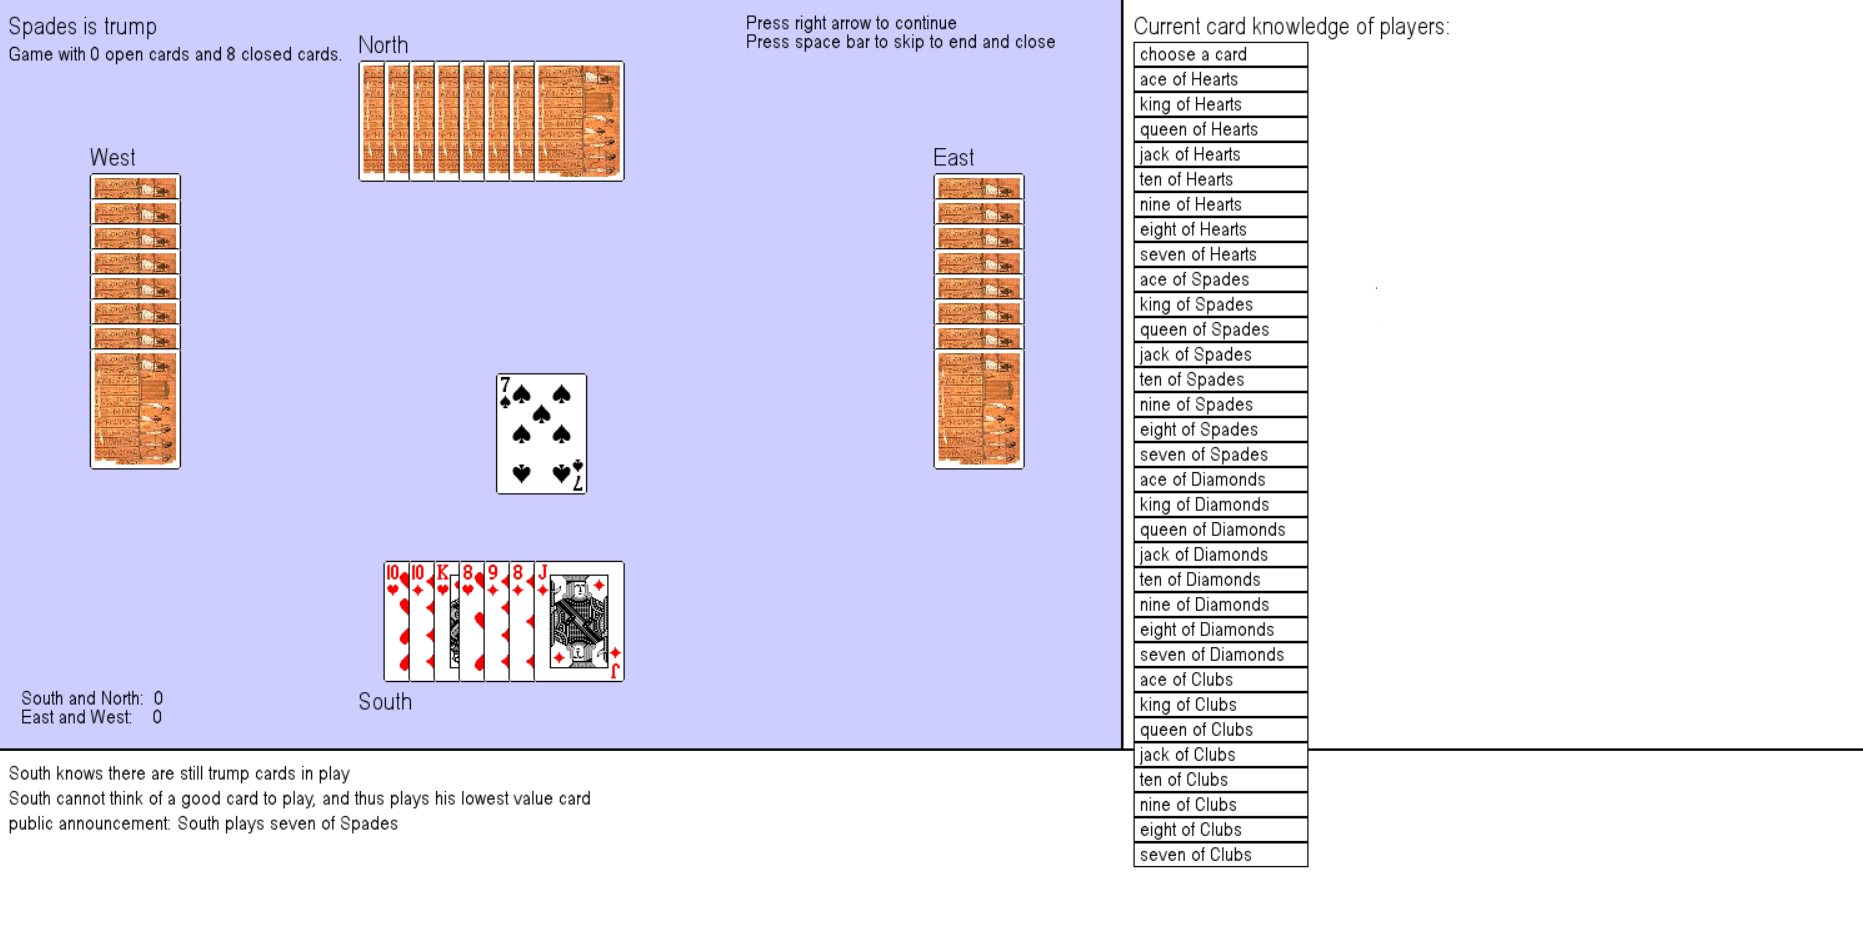 Spades is trump
Game with 0 open cards and 8 closed cards.
Press right arrow to continue
Press space bar to skip to end and close
North
West
East
7
7
10
10
K
8
9
8
J
J
South and North: 0
East and West: 0
South
South knows there are still trump cards in play
South cannot think of a good card to play, and thus plays his lowest value card
public announcement: South plays seven of Spades
Current card knowledge of players:
choose a card
ace of Hearts
king of Hearts
queen of Hearts
jack of Hearts
ten of Hearts
nine of Hearts
eight of Hearts
seven of Hearts
ace of Spades
king of Spades
queen of Spades
jack of Spades
ten of Spades
nine of Spades
eight of Spades
seven of Spades
ace of Diamonds
king of Diamonds
queen of Diamonds
jack of Diamonds
ten of Diamonds
nine of Diamonds
eight of Diamonds
seven of Diamonds
ace of Clubs
king of Clubs
queen of Clubs
jack of Clubs
ten of Clubs
nine of Clubs
eight of Clubs
seven of Clubs